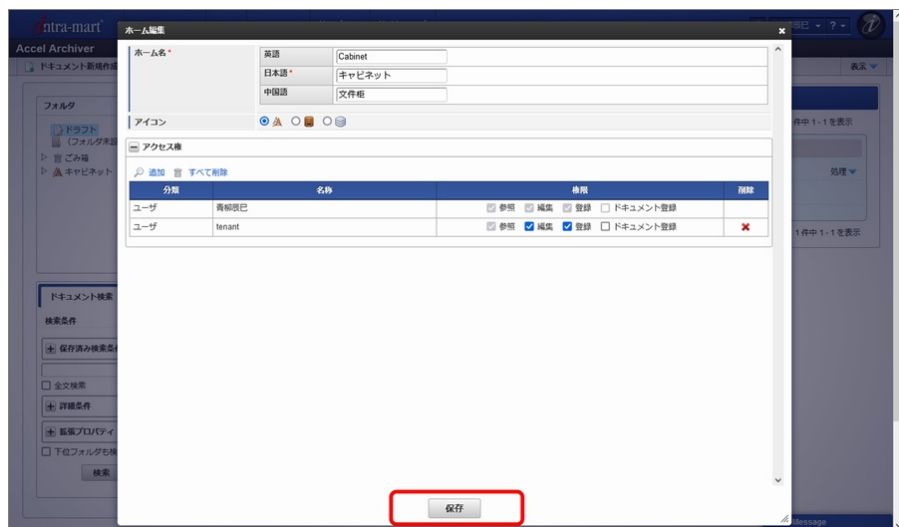 intra-mart
ホーム編集
Accel Archiver
ドキュメント新規作成
表示
フォルダ
ドラフト
(フォルダ未設
ごみ箱
キャビネット
ホーム名*
英語 Cabinet
日本語* キャビネット
中国語 文件柜
アイコン
アクセス権
追加 すべて削除
分類 名称 権限 削除
ユーザ 青柳辰巳 参照 編集 登録 ドキュメント登録
ユーザ tenant 参照 編集 登録 ドキュメント登録
件中 1 - 1 を表示
処理
1 件中 1 - 1 を表示
ドキュメント検索
検索条件
保存済み検索条件
全文検索
詳細条件
拡張プロパティ
下位フォルダも検
検索
保存
Message